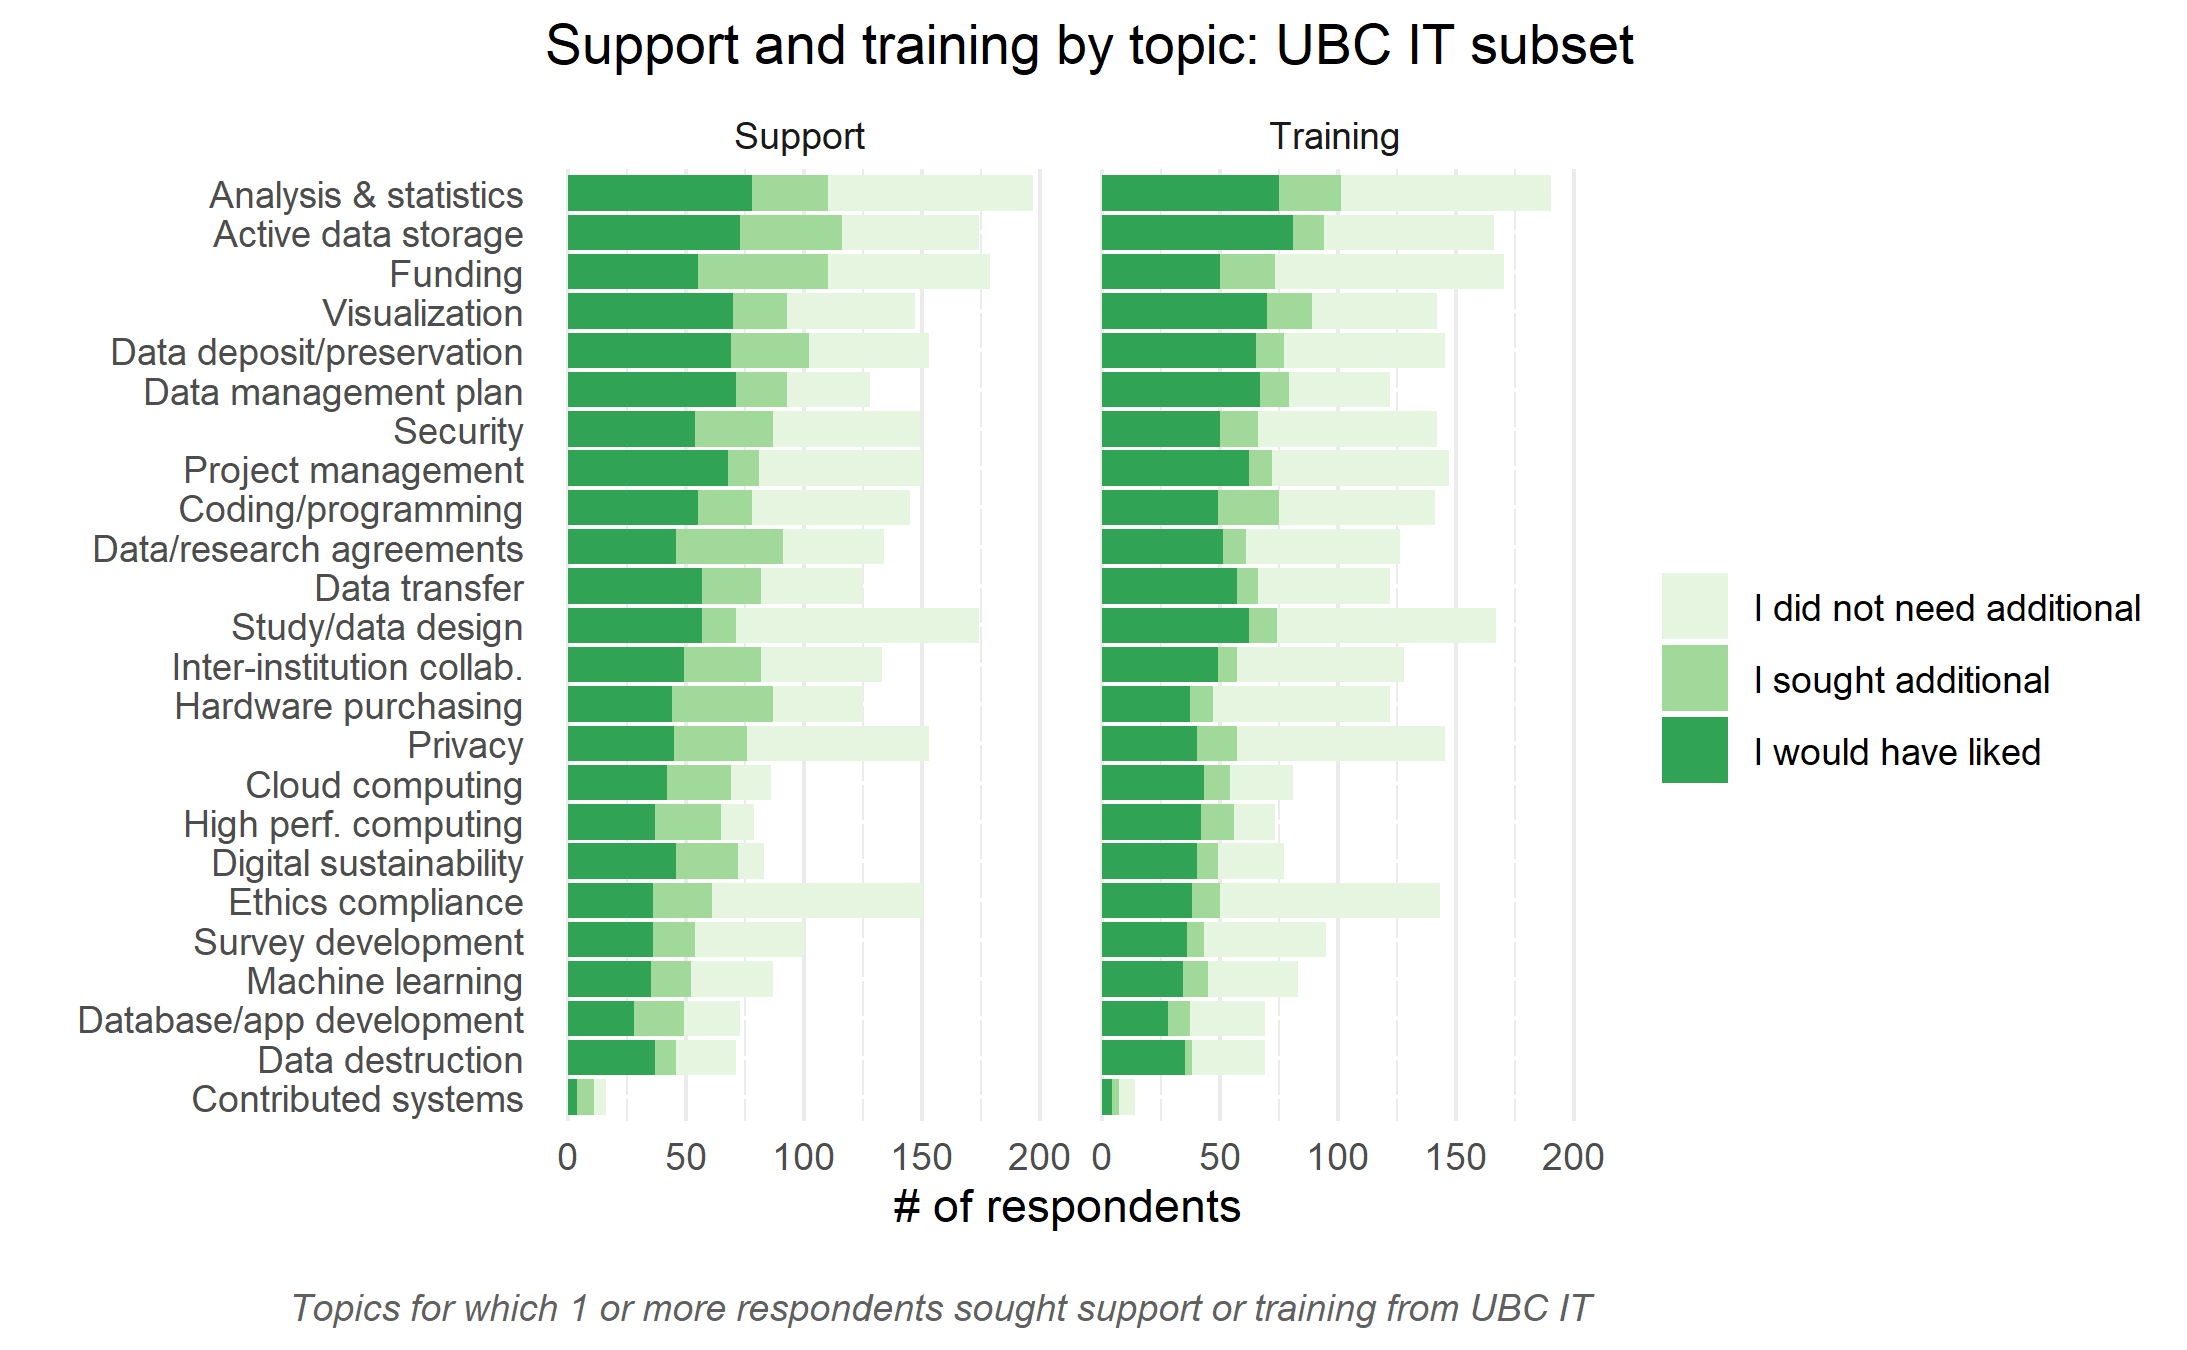 Support and training by topic: UBC IT subset
Support
Training
Analysis & statistics
Active data storage
Funding
Visualization
Data deposit/preservation
Data management plan
Security
Project management
Coding/programming
Data/research agreements
Data transfer
Study/data design
Inter-institution collab.
Hardware purchasing
Privacy
Cloud computing
High perf. computing
Digital sustainability
Ethics compliance
Survey development
Machine learning
Database/app development
Data destruction
Contributed systems
0 50 100 150 200
0 50 100 150 200
# of respondents
I did not need additional
I sought additional
I would have liked
Topics for which 1 or more respondents sought support or training from UBC IT